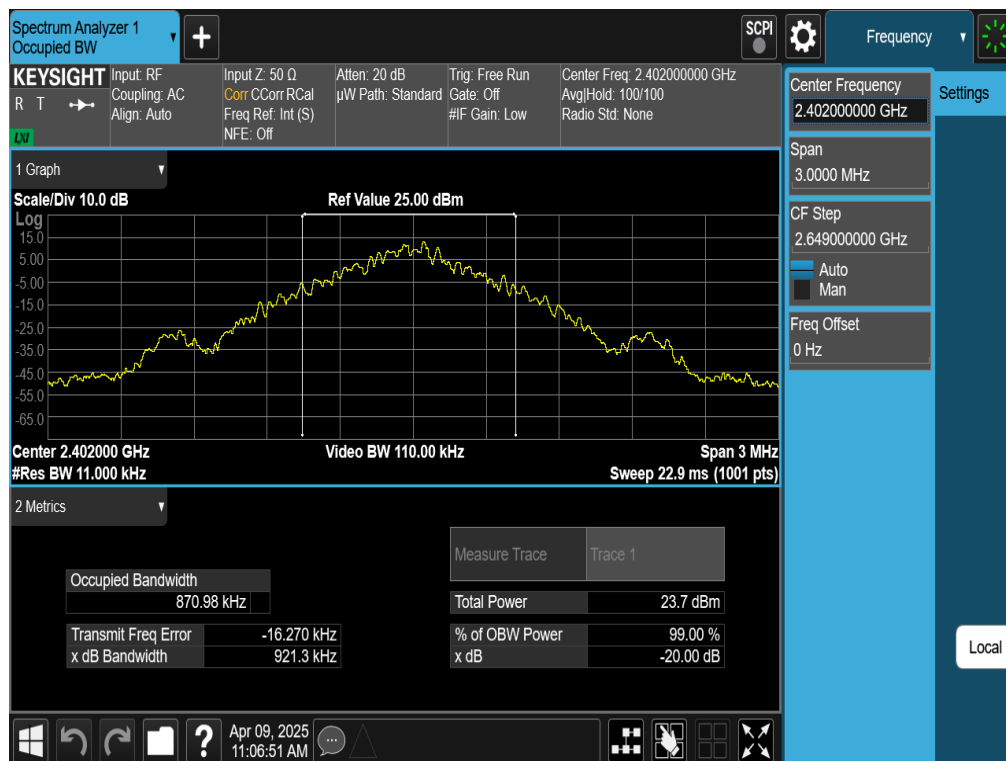 Spectrum Analyzer 1
Occupied BW
+
SCPI
Frequency
KEYSIGHT
R T
LXI
Input: RF
Coupling: AC
Align: Auto
Input Z: 50 Ω
Corr CCorr RCal
Freq Ref: Int (S)
NFE: Off
Atten: 20 dB
µW Path: Standard
Trig: Free Run
Gate: Off
#IF Gain: Low
Center Freq: 2.402000000 GHz
Avg|Hold: 100/100
Radio Std: None
Center Frequency
2.402000000 GHz
Settings
Span
3.0000 MHz
CF Step
2.649000000 GHz
Auto
Man
Freq Offset
0 Hz
Local
1 Graph
Scale/Div 10.0 dB
Ref Value 25.00 dBm
Log
15.0
5.00
-5.00
-15.0
-25.0
-35.0
-45.0
-55.0
-65.0
Center 2.402000 GHz
Video BW 110.00 kHz
Span 3 MHz
#Res BW 11.000 kHz
Sweep 22.9 ms (1001 pts)
2 Metrics
Measure Trace
Trace 1
Occupied Bandwidth
870.98 kHz
Total Power
23.7 dBm
Transmit Freq Error
-16.270 kHz
% of OBW Power
99.00 %
x dB Bandwidth
921.3 kHz
x dB
-20.00 dB
?
Apr 09, 2025
11:06:51 AM